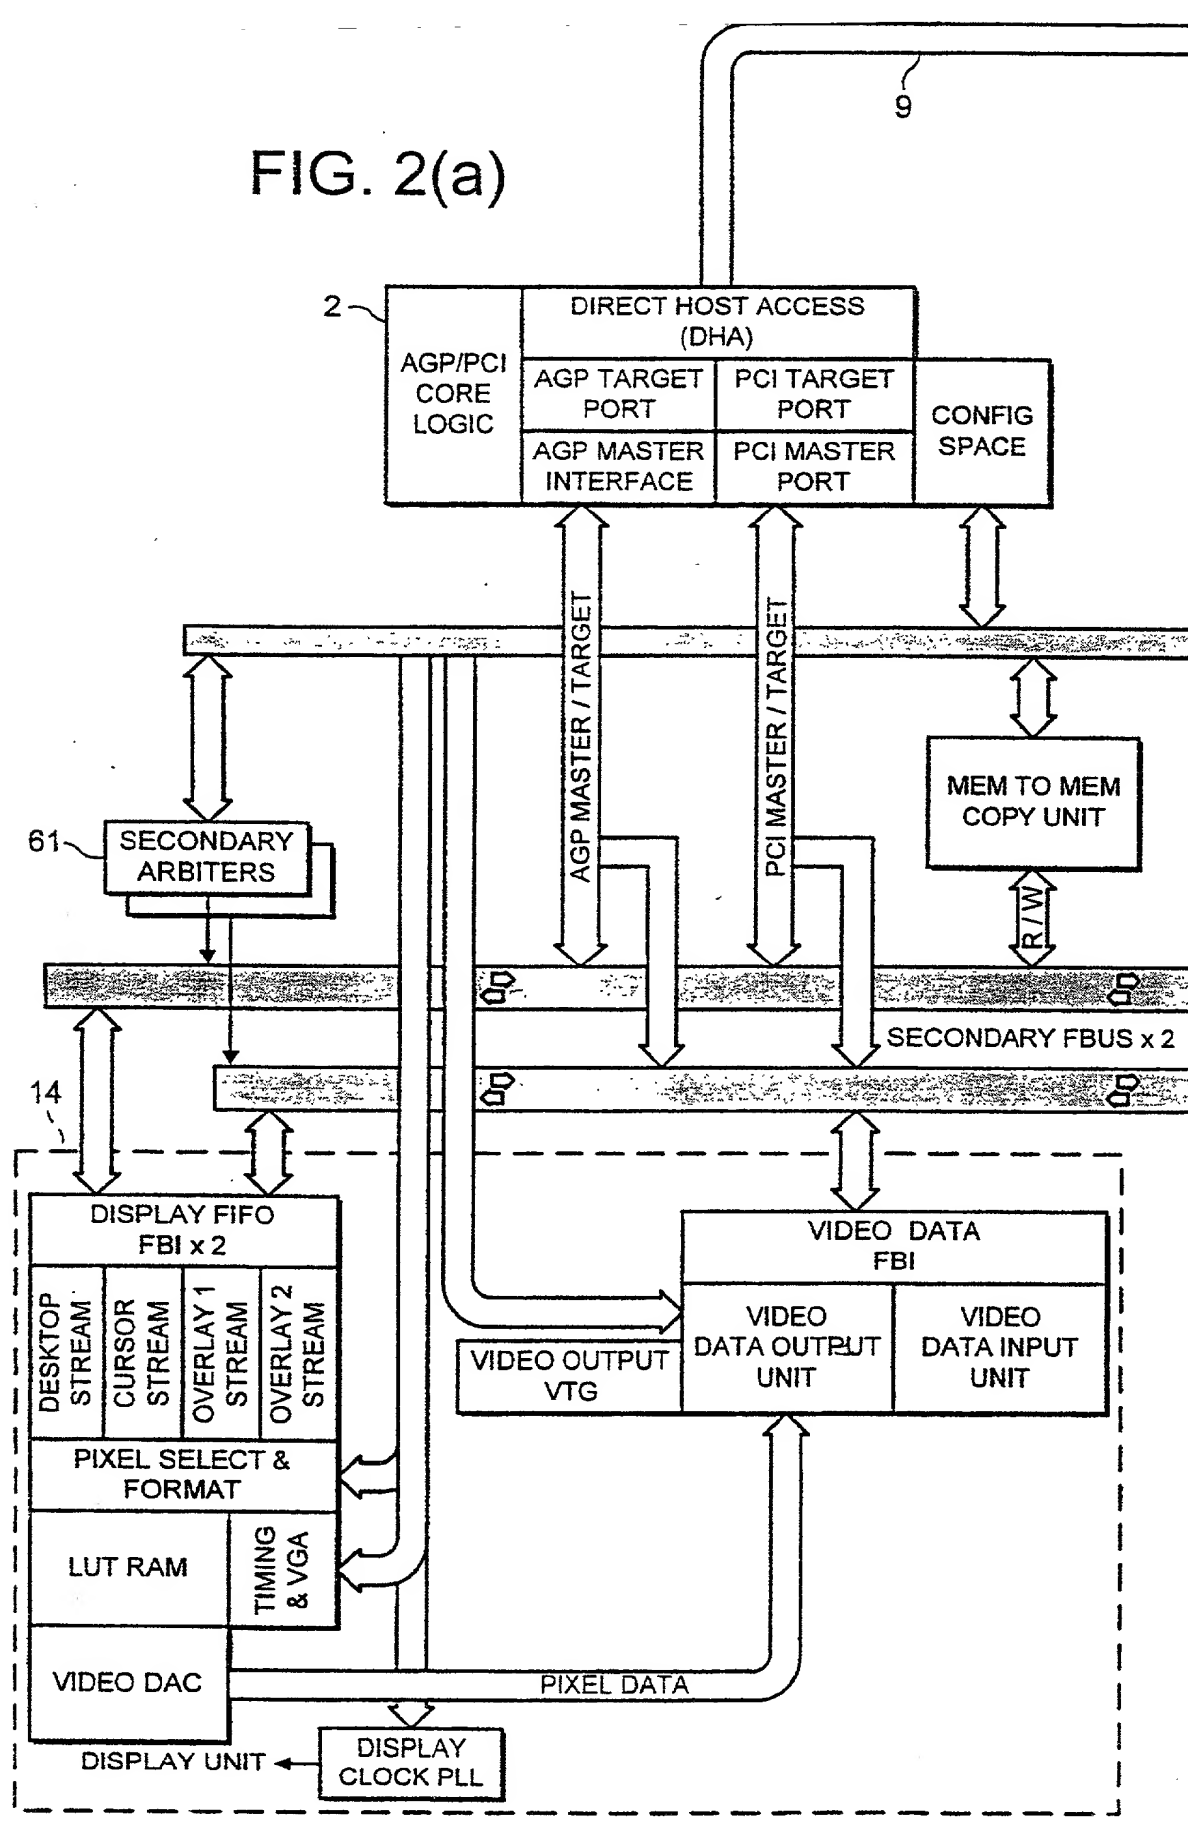 9
FIG. 2(a)
2
DIRECT HOST ACCESS
(DHA)
AGP/PCI
CORE
LOGIC
AGP TARGET
PORT
PCI TARGET
PORT
CONFIG
SPACE
AGP MASTER
INTERFACE
PCI MASTER
PORT
AGP MASTER / TARGET
PCI MASTER / TARGET
MEM TO MEM
COPY UNIT
61
SECONDARY
ARBITERS
R / W
SECONDARY FBUS x 2
14
DISPLAY FIFO
FBI x 2
VIDEO DATA
FBI
DESKTOP
STREAM
CURSOR
STREAM
OVERLAY 1
STREAM
OVERLAY 2
STREAM
VIDEO
DATA OUTPUT
UNIT
VIDEO
DATA INPUT
UNIT
VIDEO OUTPUT
VTG
PIXEL SELECT &
FORMAT
LUT RAM
TIMING
& VGA
VIDEO DAC
PIXEL DATA
DISPLAY UNIT
DISPLAY
CLOCK PLL